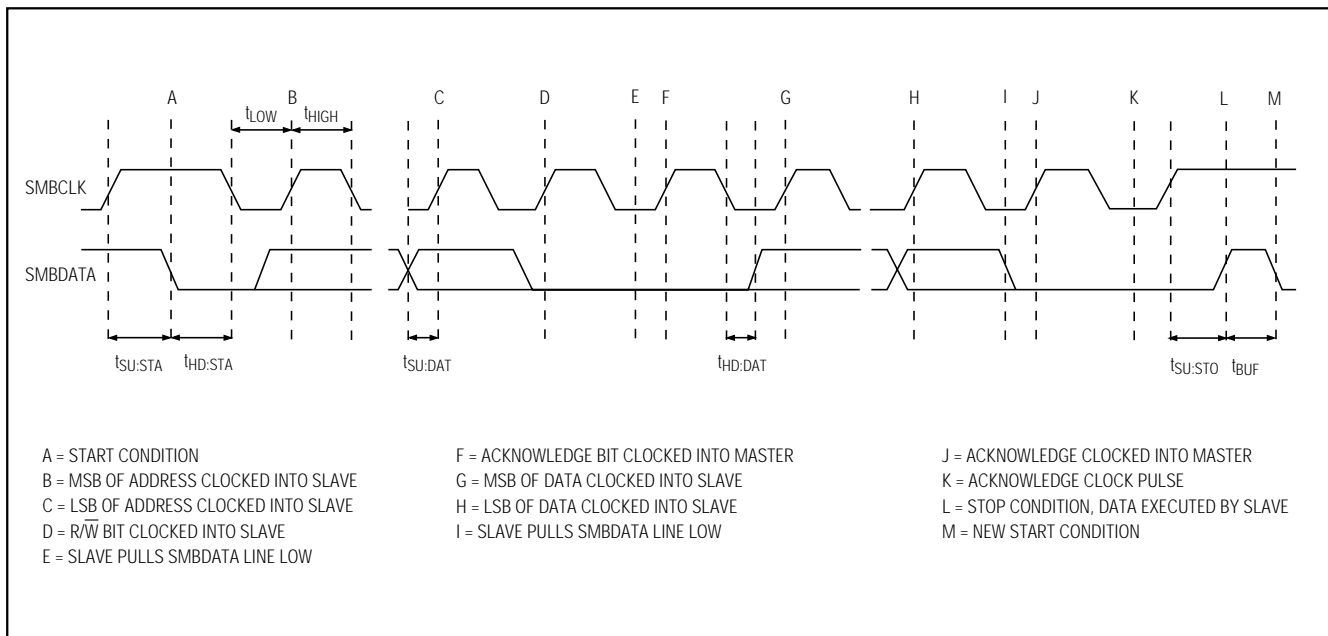 A B C D E F G H I J K L M
tLOW tHIGH
SMBCLK
SMBDATA
tSU:STA tHD:STA tSU:DAT tHD:DAT tSU:STO tBUF
A = START CONDITION
B = MSB OF ADDRESS CLOCKED INTO SLAVE
C = LSB OF ADDRESS CLOCKED INTO SLAVE
D = R/W̅ BIT CLOCKED INTO SLAVE
E = SLAVE PULLS SMBDATA LINE LOW
F = ACKNOWLEDGE BIT CLOCKED INTO MASTER
G = MSB OF DATA CLOCKED INTO SLAVE
H = LSB OF DATA CLOCKED INTO SLAVE
I = SLAVE PULLS SMBDATA LINE LOW
J = ACKNOWLEDGE CLOCKED INTO MASTER
K = ACKNOWLEDGE CLOCK PULSE
L = STOP CONDITION, DATA EXECUTED BY SLAVE
M = NEW START CONDITION